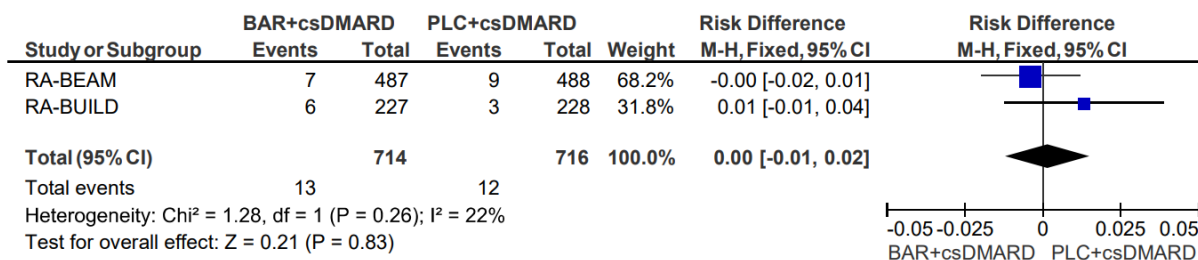 BAR+csDMARD PLC+csDMARD Risk Difference Risk Difference
Study or Subgroup Events Total Events Total Weight M-H, Fixed, 95% CI M-H, Fixed, 95% CI
RA-BEAM 7 487 9 488 68.2% -0.00 [-0.02, 0.01]
RA-BUILD 6 227 3 228 31.8% 0.01 [-0.01, 0.04]
Total (95% CI) 714 716 100.0% 0.00 [-0.01, 0.02]
Total events 13 12
Heterogeneity: Chi² = 1.28, df = 1 (P = 0.26); I² = 22%
Test for overall effect: Z = 0.21 (P = 0.83)
-0.05 -0.025 0 0.025 0.05
BAR+csDMARD PLC+csDMARD